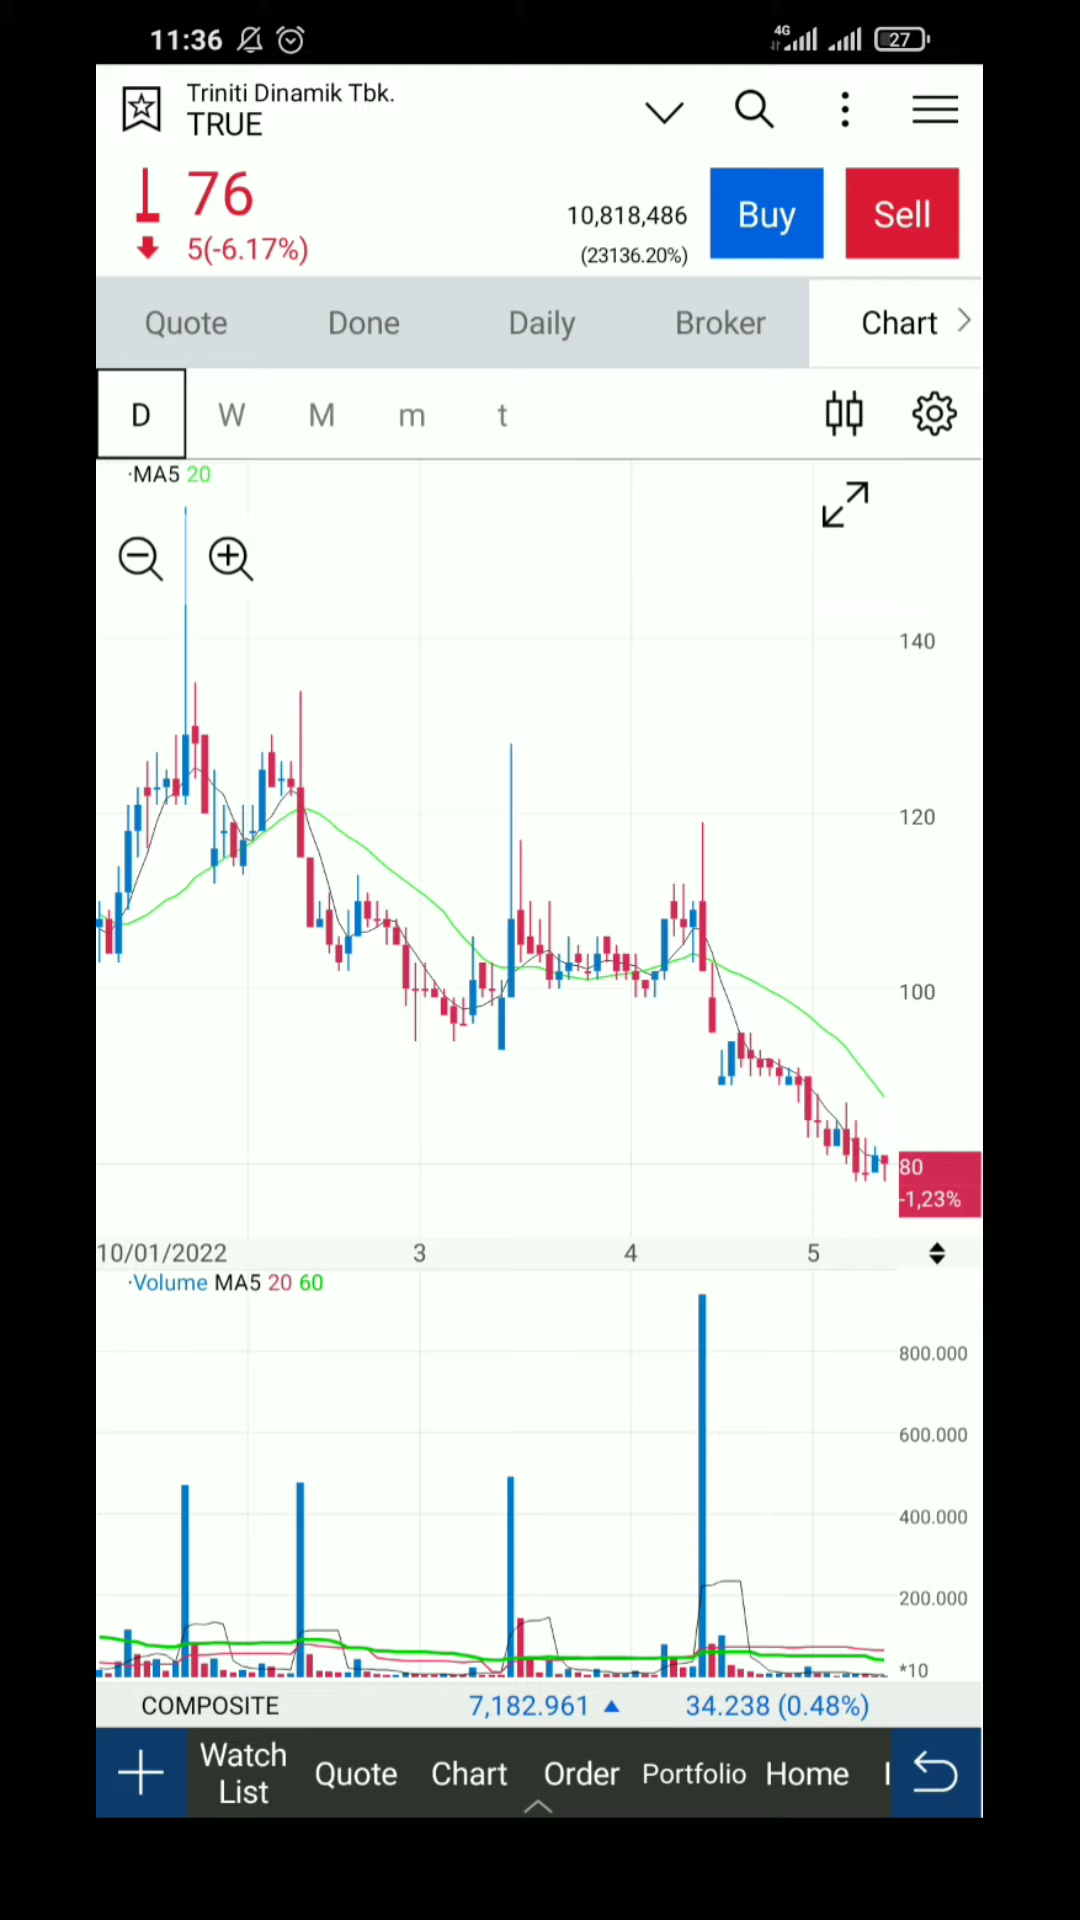 11:36 4G 27
Triniti Dinamik Tbk.
TRUE
76
5(-6.17%)
10,818,486
(23136.20%)
Buy Sell
Quote Done Daily Broker Chart
D W M m t
·MA5 20
140
120
100
80
-1,23%
10/01/2022 3 4 5
·Volume MA5 20 60
800.000
600.000
400.000
200.000
*10
COMPOSITE 7,182.961 ▲ 34.238 (0.48%)
Watch List Quote Chart Order Portfolio Home